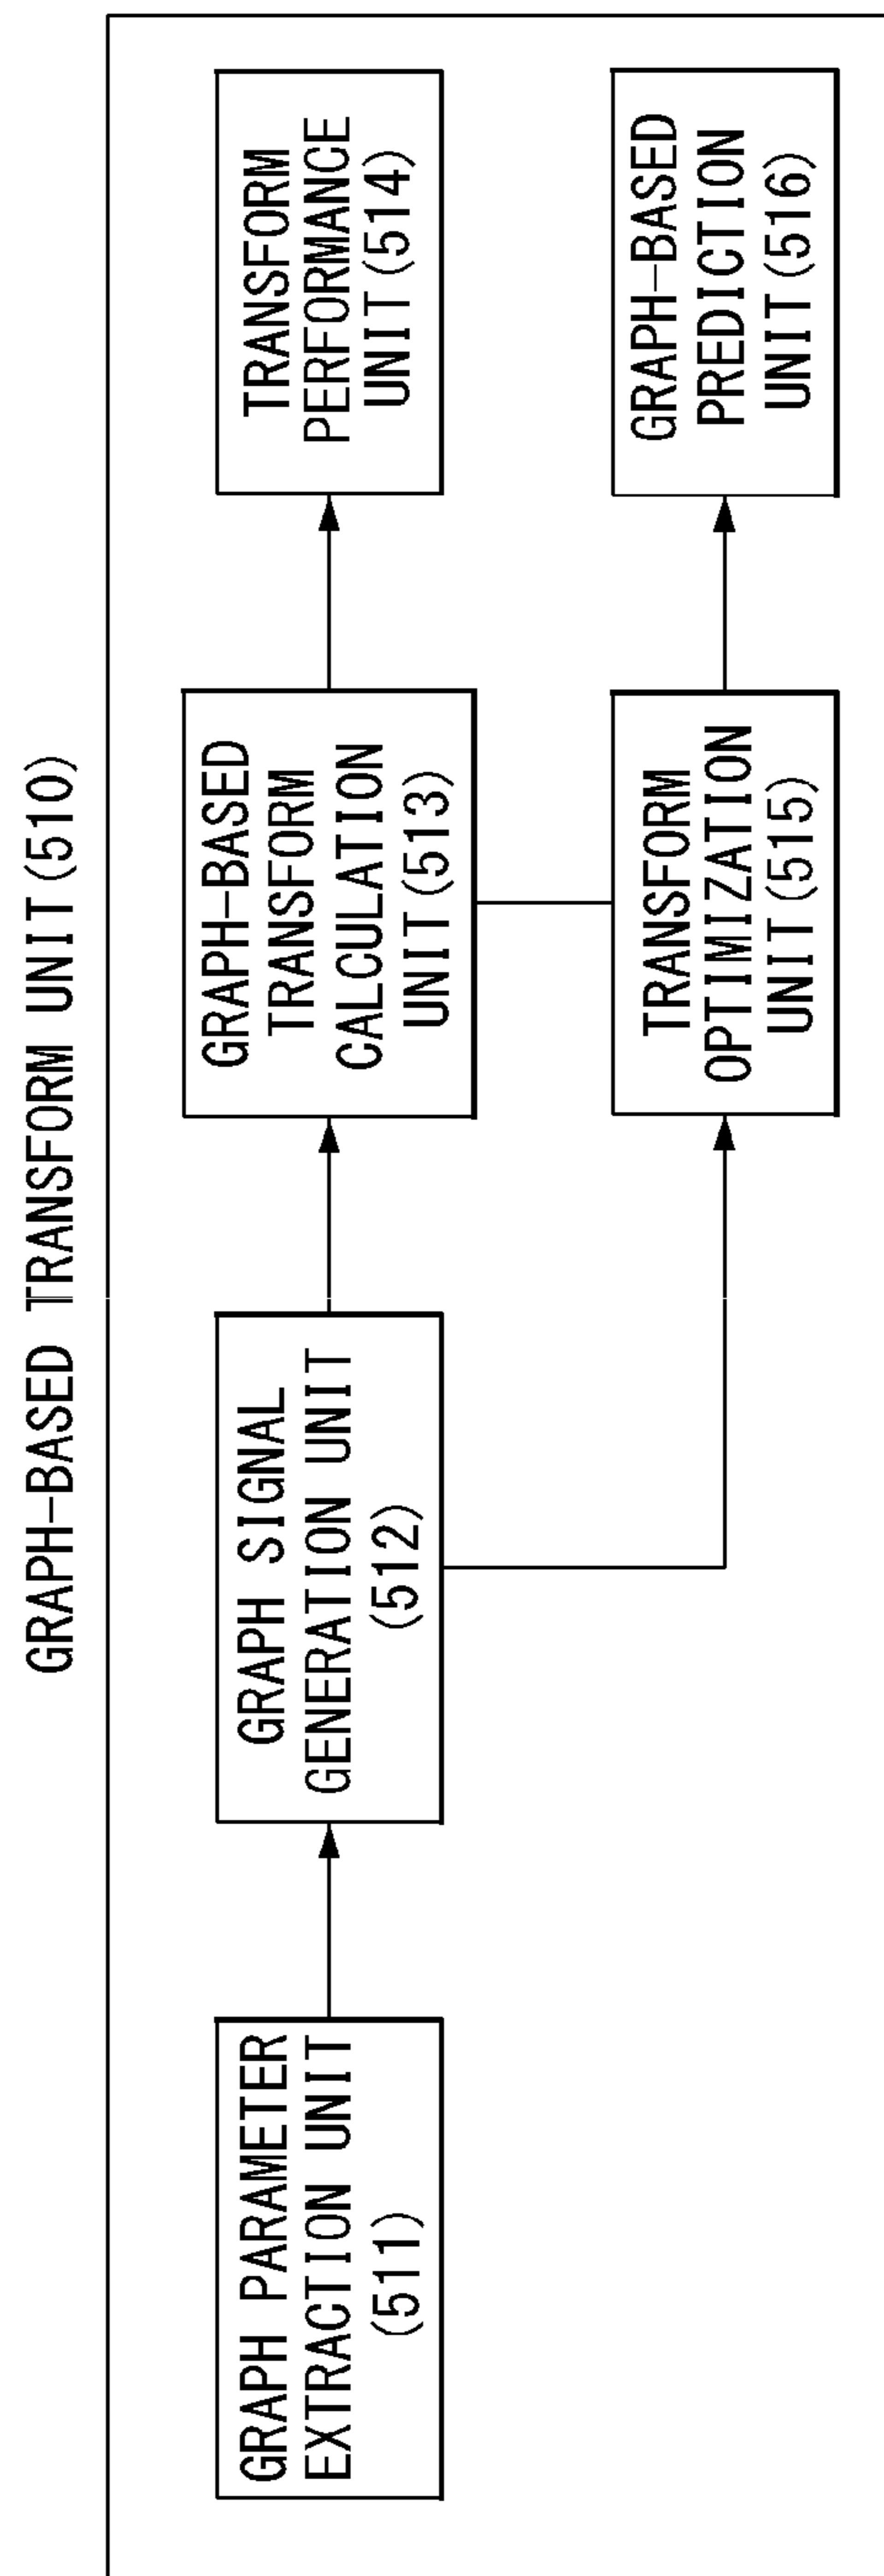 GRAPH-BASED TRANSFORM UNIT(510)
GRAPH PARAMETER
EXTRACTION UNIT
(511)
GRAPH SIGNAL
GENERATION UNIT
(512)
GRAPH-BASED
TRANSFORM
CALCULATION
UNIT(513)
TRANSFORM
PERFORMANCE
UNIT(514)
TRANSFORM
OPTIMIZATION
UNIT(515)
GRAPH-BASED
PREDICTION
UNIT(516)